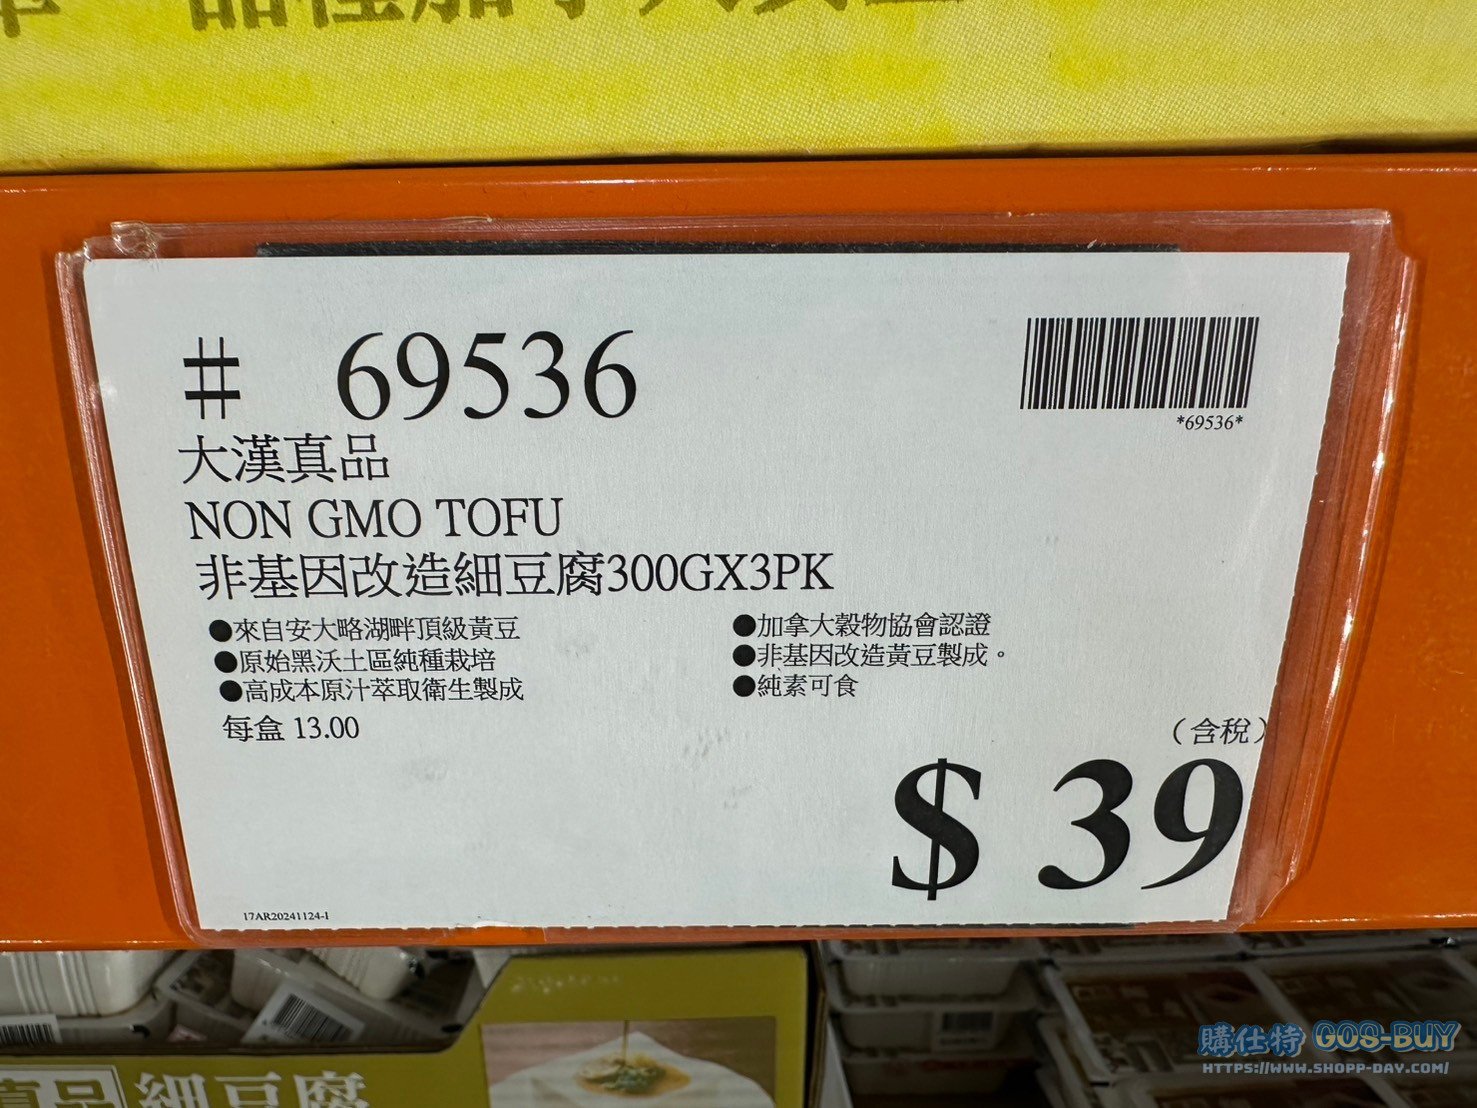 # 69536
*69536*
大漢真品
NON GMO TOFU
非基因改造細豆腐300GX3PK
●來自安大略湖畔頂級黃豆
●原始黑沃土區純種栽培
●高成本原汁萃取衛生製成
●加拿大穀物協會認證
●非基因改造黃豆製成。
●純素可食
每盒 13.00
(含稅)
$ 39
17AR20241124-1
真品 細豆腐
購仕特 GOS-BUY
HTTPS://WWW.SHOPP-DAY.COM/